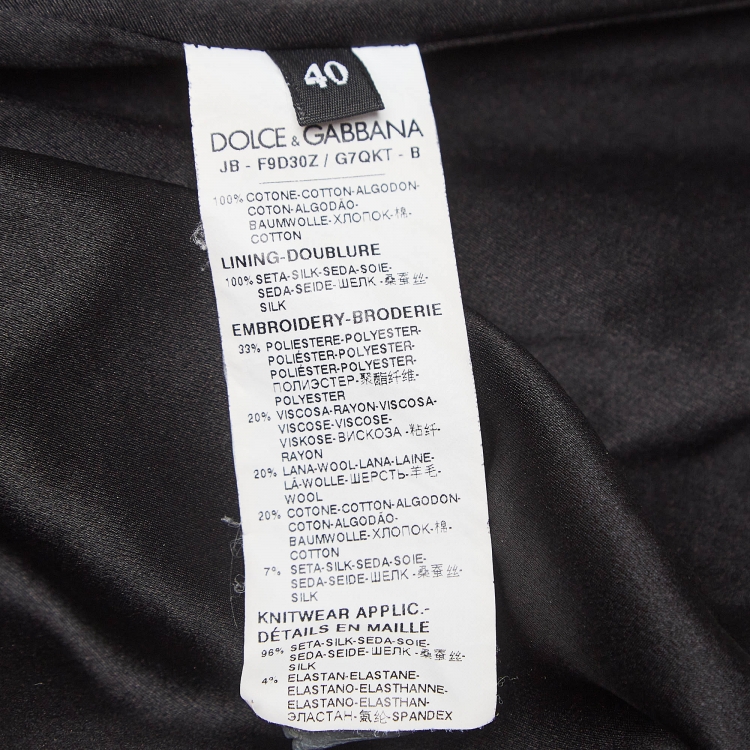 40
DOLCE & GABBANA
JB - F9D30Z / G7QKT - B
100% COTONE-COTTON-ALGODON-
COTON-ALGODÃO-
BAUMWOLLE-ХЛОПОК-棉-
COTTON
LINING-DOUBLURE
100% SETA-SILK-SEDA-SOIE-
SEDA-SEIDE-ШЕЛК-桑蚕丝-
SILK
EMBROIDERY-BRODERIE
33% POLIESTERE-POLYESTER-
POLIÉSTER-POLYESTER-
POLIÉSTER-POLYESTER-
ПОЛИЭСТЕР-聚酯纤维-
POLYESTER
20% VISCOSA-RAYON-VISCOSA-
VISCOSE-VISCOSE-
VISKOSE-ВИСКОЗА-粘纤-
RAYON
20% LANA-WOOL-LANA-LAINE-
LÃ-WOLLE-ШЕРСТЬ-羊毛-
WOOL
20% COTONE-COTTON-ALGODON-
COTON-ALGODÃO-
BAUMWOLLE-ХЛОПОК-棉-
COTTON
7% SETA-SILK-SEDA-SOIE-
SEDA-SEIDE-ШЕЛК-桑蚕丝-
SILK
KNITWEAR APPLIC.-
DÉTAILS EN MAILLE
96% SETA-SILK-SEDA-SOIE-
SEDA-SEIDE-ШЕЛК-桑蚕丝-
SILK
4% ELASTAN-ELASTANE-
ELASTANO-ELASTHANNE-
ELASTANO-ELASTHAN-
ЭЛАСТАН-氨纶-SPANDEX